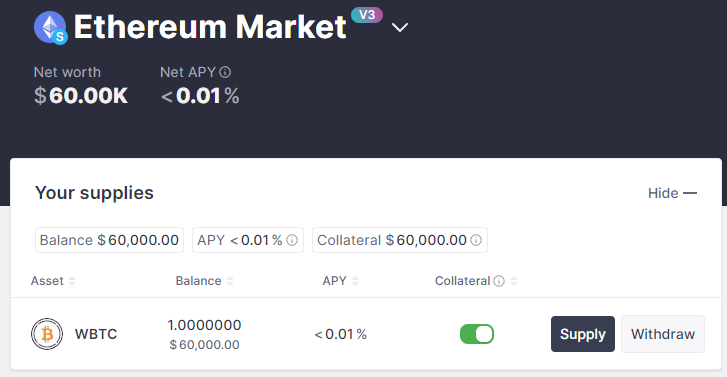 S Ethereum Market V3
Net worth Net APY
$60.00K <0.01%
Your supplies Hide —
Balance $60,000.00 APY <0.01% Collateral $60,000.00
Asset Balance APY Collateral
WBTC 1.0000000 <0.01% Supply Withdraw
$60,000.00